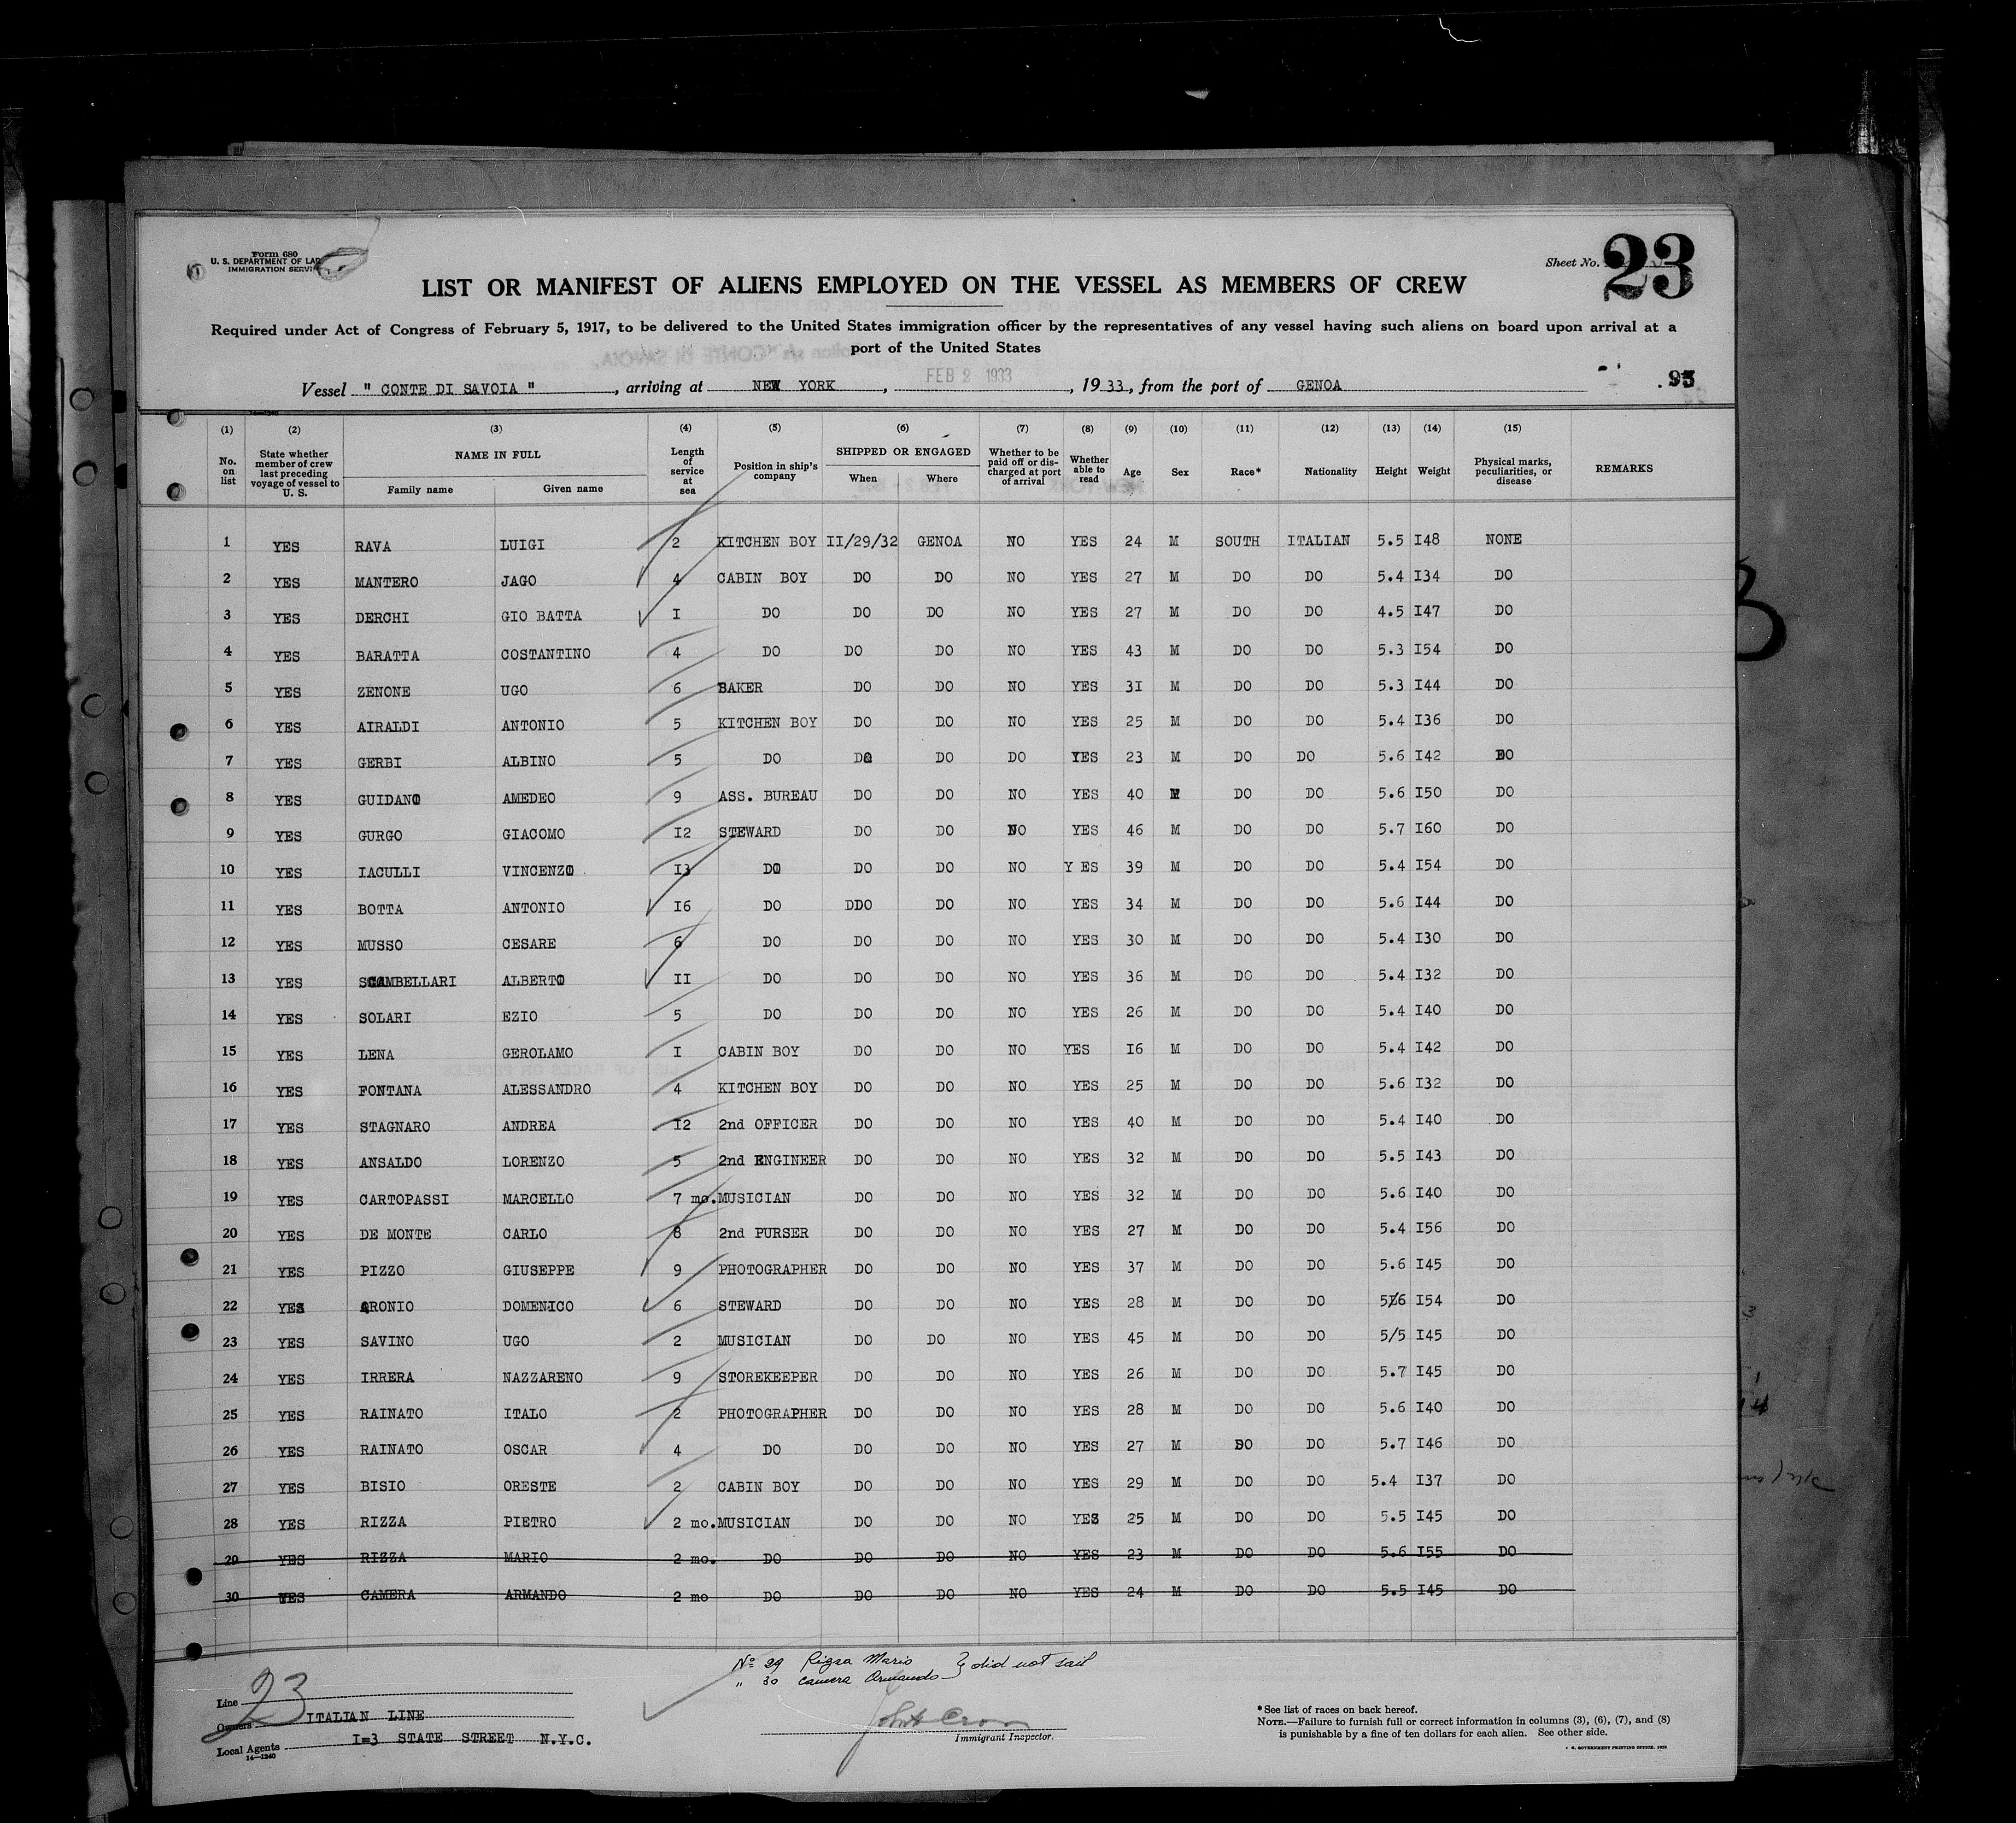 Form 680
U. S. DEPARTMENT OF
IMMIGRATION
Sheet No. 23
LIST OR MANIFEST OF ALIENS EMPLOYED ON THE VESSEL AS MEMBERS OF CREW
Required under Act of Congress of February 5, 1917, to be delivered to the United States immigration officer by the representatives of any vessel having such aliens on board upon arrival at a
port of the United States
Vessel " CONTE DI SAVOIA ", arriving at NEW YORK, FEB 2 1933, 1933, from the port of GENOA
14—1240
(1) (2) (3) (4) (5) (6) (7) (8) (9) (10) (11) (12) (13) (14) (15)
No. on list State whether member of crew last preceding voyage of vessel to U. S. NAME IN FULL Family name Given name Length of service at sea Position in ship's company SHIPPED OR ENGAGED When Where Whether to be paid off or discharged at port of arrival Whether able to read Age Sex Race* Nationality Height Weight Physical marks, peculiarities, or disease REMARKS
1 YES RAVA LUIGI 2 KITCHEN BOY II/29/32 GENOA NO YES 24 M SOUTH ITALIAN 5.5 I48 NONE
2 YES MANTERO JAGO 4 CABIN BOY DO DO NO YES 27 M DO DO 5.4 I34 DO
3 YES DERCHI GIO BATTA I DO DO DO NO YES 27 M DO DO 4.5 I47 DO
4 YES BARATTA COSTANTINO 4 DO DO DO NO YES 43 M DO DO 5.3 I54 DO
5 YES ZENONE UGO 6 BAKER DO DO NO YES 3I M DO DO 5.3 I44 DO
6 YES AIRALDI ANTONIO 5 KITCHEN BOY DO DO NO YES 25 M DO DO 5.4 I36 DO
7 YES GERBI ALBINO 5 DO DO DO DO YES 23 M DO DO 5.6 I42 DO
8 YES GUIDANO AMEDEO 9 ASS. BUREAU DO DO NO YES 40 M DO DO 5.6 I50 DO
9 YES GURGO GIACOMO I2 STEWARD DO DO NO YES 46 M DO DO 5.7 I60 DO
10 YES IACULLI VINCENZO I3 DO DO DO NO Y ES 39 M DO DO 5.4 I54 DO
11 YES BOTTA ANTONIO I6 DO DDO DO NO YES 34 M DO DO 5.6 I44 DO
12 YES MUSSO CESARE 6 DO DO DO NO YES 30 M DO DO 5.4 I30 DO
13 YES ALBERTO II DO DO DO NO YES 36 M DO DO 5.4 I32 DO
14 YES SOLARI EZIO 5 DO DO DO NO YES 26 M DO DO 5.4 I40 DO
15 YES LENA GEROLAMO I CABIN BOY DO DO NO YES I6 M DO DO 5.4 I42 DO
16 YES FONTANA ALESSANDRO 4 KITCHEN BOY DO DO NO YES 25 M DO DO 5.6 I32 DO
17 YES STAGNARO ANDREA I2 2nd OFFICER DO DO NO YES 40 M DO DO 5.4 I40 DO
18 YES ANSALDO LORENZO 5 2nd ENGINEER DO DO NO YES 32 M DO DO 5.5 I43 DO
19 YES CARTOPASSI MARCELLO 7 mo. MUSICIAN DO DO NO YES 32 M DO DO 5.6 I40 DO
20 YES DE MONTE CARLO 8 2nd PURSER DO DO NO YES 27 M DO DO 5.4 I56 DO
21 YES PIZZO GIUSEPPE 9 PHOTOGRAPHER DO DO NO YES 37 M DO DO 5.6 I45 DO
22 YES ARONIO DOMENICO 6 STEWARD DO DO NO YES 28 M DO DO 5/6 I54 DO
23 YES SAVINO UGO 2 MUSICIAN DO DO NO YES 45 M DO DO 5/5 I45 DO
24 YES IRRERA NAZZARENO 9 STOREKEEPER DO DO NO YES 26 M DO DO 5.7 I45 DO
25 YES RAINATO ITALO 2 PHOTOGRAPHER DO DO NO YES 28 M DO DO 5.6 I40 DO
26 YES RAINATO OSCAR 4 DO DO DO NO YES 27 M DO DO 5.7 I46 DO
27 YES BISIO ORESTE 2 CABIN BOY DO DO NO YES 29 M DO DO 5.4 I37 DO
28 YES RIZZA PIETRO 2 mo. MUSICIAN DO DO NO YES 25 M DO DO 5.5 I45 DO
29 YES RIZZA MARIO 2 mo. DO DO DO NO YES 23 M DO DO 5.6 I55 DO
30 YES CAMERA ARMANDO 2 mo DO DO DO NO YES 24 M DO DO 5.5 I45 DO
No 29 Rizza Mario } did not sail
" 30 Camera Armando
Line 23
Owners ITALIAN LINE
Local Agents I=3 STATE STREET N.Y.C.
14—1240
Immigrant Inspector.
* See list of races on back hereof.
NOTE.—Failure to furnish full or correct information in columns (3), (6), (7), and (8)
is punishable by a fine of ten dollars for each alien. See other side.